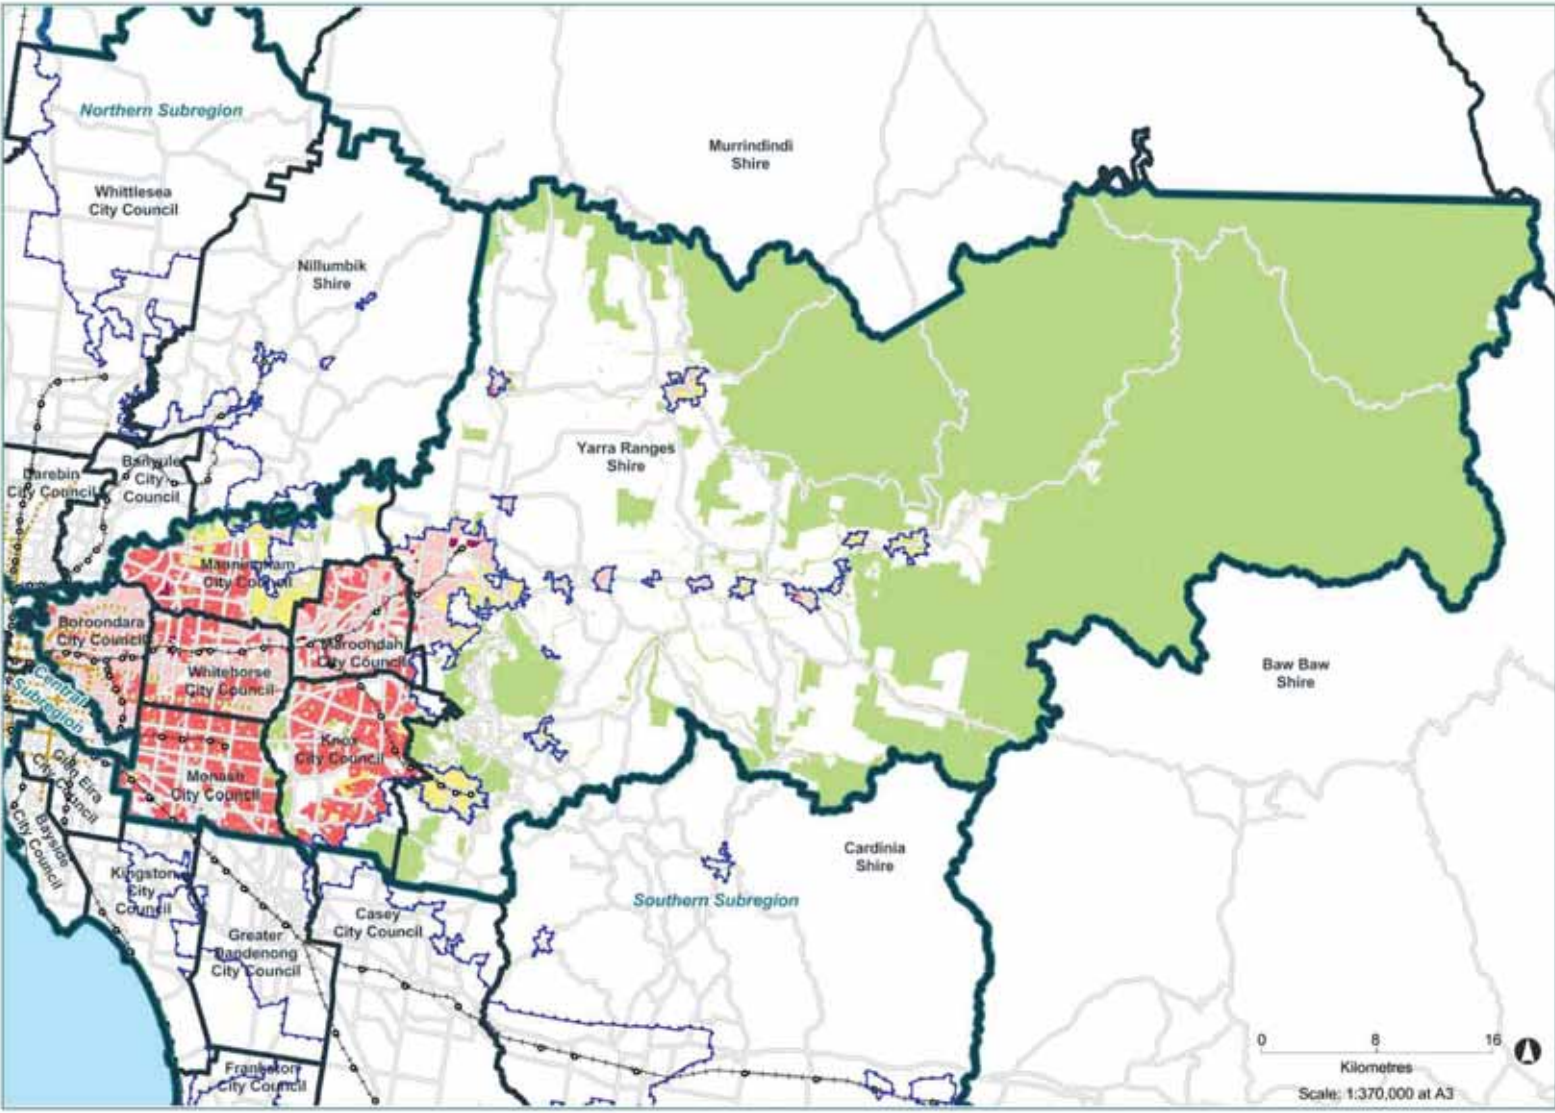 Northern Subregion
Murrindindi
Shire
Whittlesea
City Council
Nillumbik
Shire
Yarra Ranges
Shire
Darebin
City Council
Banyule
City
Council
Manningham
City Council
Boroondara
City Council
Maroondah
City Council
Whitehorse
City Council
Central
Subregion
Baw Baw
Shire
Knox
City Council
Monash
City Council
Glen Eira
City Council
Bayside
City Council
Cardinia
Shire
Kingston
City
Council
Southern Subregion
Casey
City Council
Greater
Dandenong
City Council
Frankston
City Council
0 8 16
Kilometres
Scale: 1:370,000 at A3